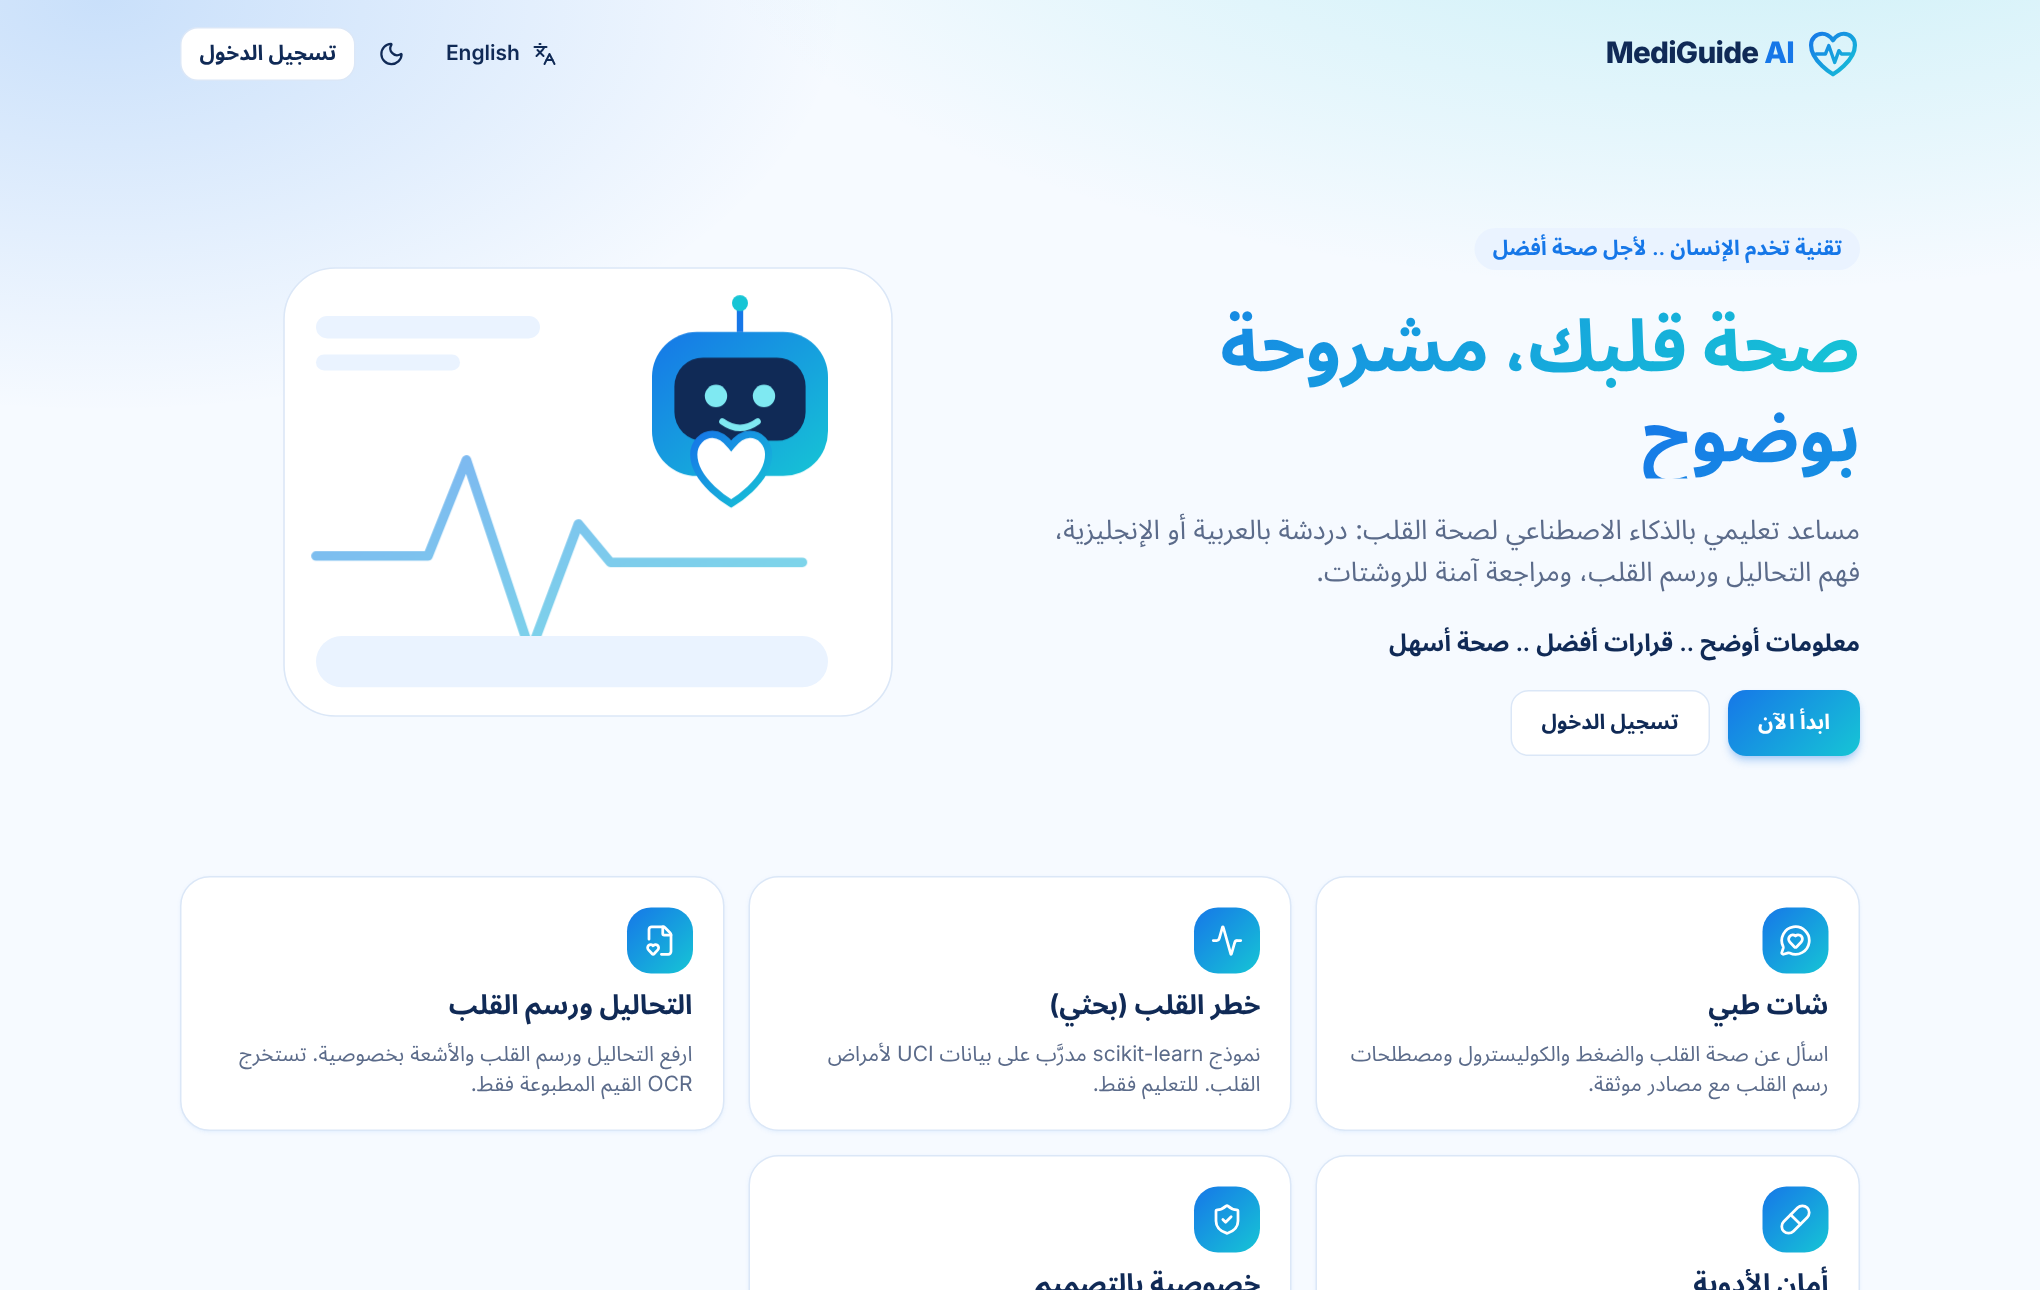 MediGuide AI
English
تسجيل الدخول
تقنية تخدم الإنسان .. لأجل صحة أفضل
صحة قلبك، مشروحة
بوضوح
مساعد تعليمي بالذكاء الاصطناعي لصحة القلب: دردشة بالعربية أو الإنجليزية،
فهم التحاليل ورسم القلب، ومراجعة آمنة للروشتات.
معلومات أوضح .. قرارات أفضل .. صحة أسهل
ابدأ الآن
تسجيل الدخول
شات طبي
اسأل عن صحة القلب والضغط والكوليسترول ومصطلحات
رسم القلب مع مصادر موثقة.
خطر القلب (بحثي)
نموذج scikit-learn مدرَّب على بيانات UCI لأمراض
القلب. للتعليم فقط.
التحاليل ورسم القلب
ارفع التحاليل ورسم القلب والأشعة بخصوصية. تستخرج
OCR القيم المطبوعة فقط.
أمان الأدوية
خصوصية بالتصميم